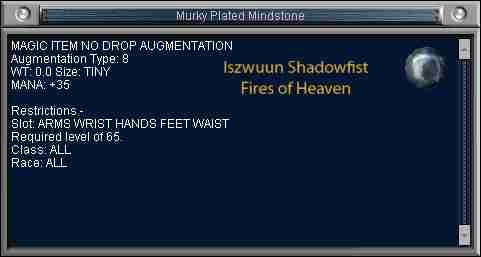 Murky Plated Mindstone
MAGIC ITEM NO DROP AUGMENTATION
Augmentation Type: 8
WT: 0.0 Size: TINY
MANA: +35
Iszwuun Shadowfist
Fires of Heaven
Restrictions -
Slot: ARMS WRIST HANDS FEET WAIST
Required level of 65.
Class: ALL
Race: ALL